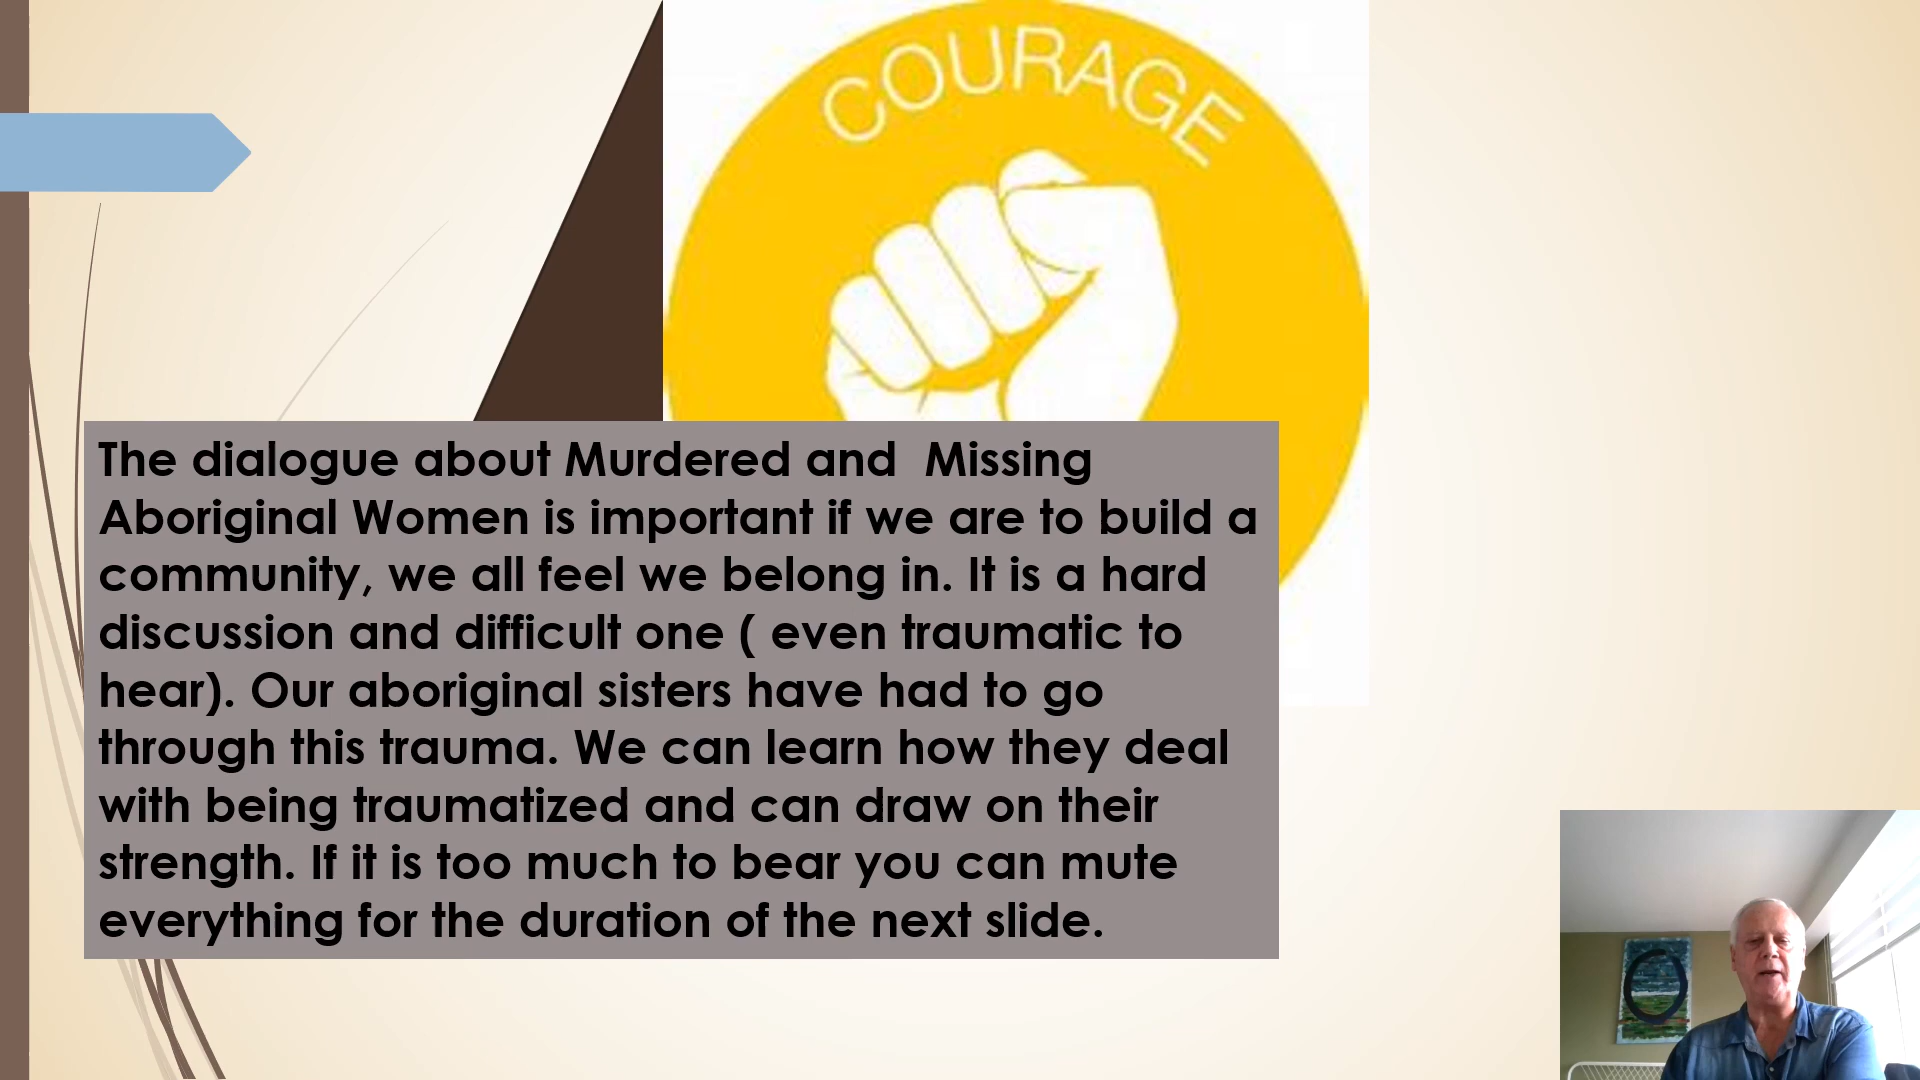 COURAGE
The dialogue about Murdered and  Missing
Aboriginal Women is important if we are to build a
community, we all feel we belong in. It is a hard
discussion and difficult one ( even traumatic to
hear). Our aboriginal sisters have had to go
through this trauma. We can learn how they deal
with being traumatized and can draw on their
strength. If it is too much to bear you can mute
everything for the duration of the next slide.